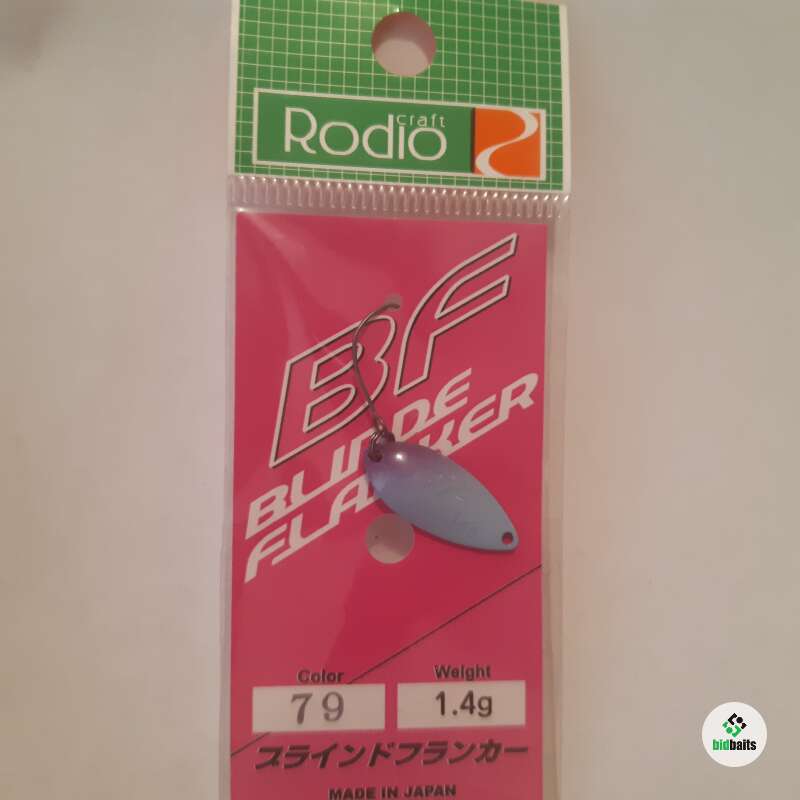 Rodio craft
BF
BLINDE
FLANKER
Color
Weight
79
1.4g
ブラインドフランカー
MADE IN JAPAN
bidbaits